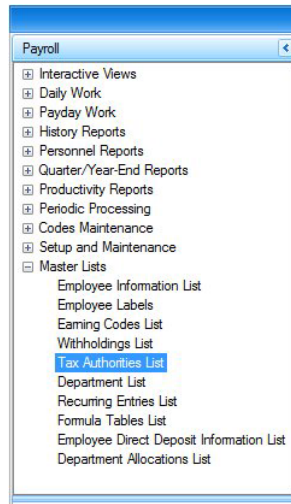 Payroll
Interactive Views
Daily Work
Payday Work
History Reports
Personnel Reports
Quarter/Year-End Reports
Productivity Reports
Periodic Processing
Codes Maintenance
Setup and Maintenance
Master Lists
Employee Information List
Employee Labels
Earning Codes List
Withholdings List
Tax Authorities List
Department List
Recurring Entries List
Formula Tables List
Employee Direct Deposit Information List
Department Allocations List